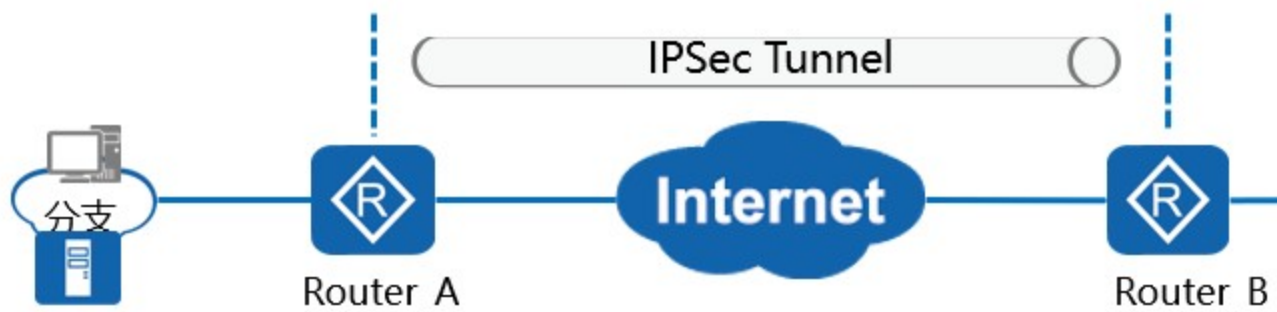 IPSec Tunnel
分支
R
Internet
R
Router A
Router B